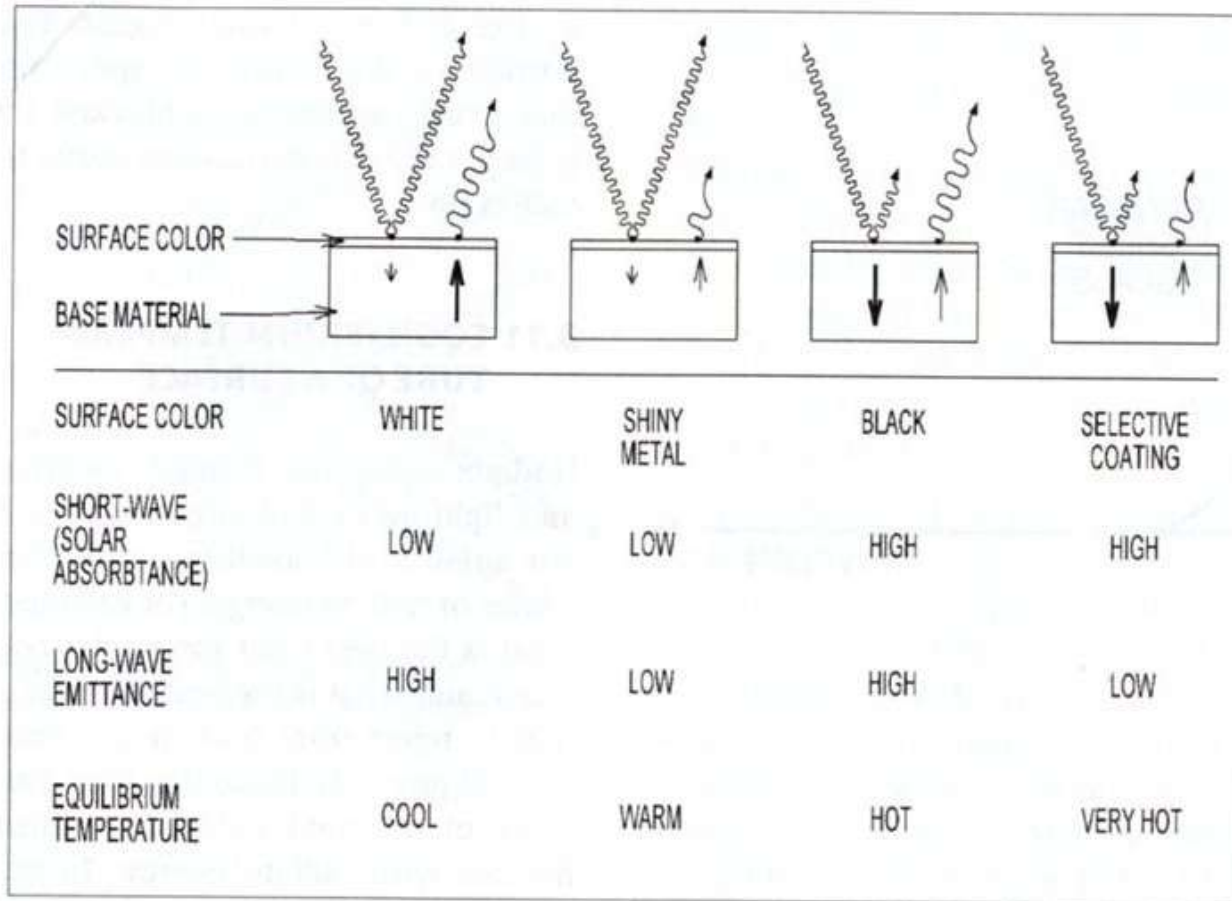 SURFACE COLOR
BASE MATERIAL
SURFACE COLOR WHITE SHINY METAL BLACK SELECTIVE COATING
SHORT-WAVE
(SOLAR LOW LOW HIGH HIGH
ABSORBTANCE)
LONG-WAVE
EMITTANCE HIGH LOW HIGH LOW
EQUILIBRIUM
TEMPERATURE COOL WARM HOT VERY HOT